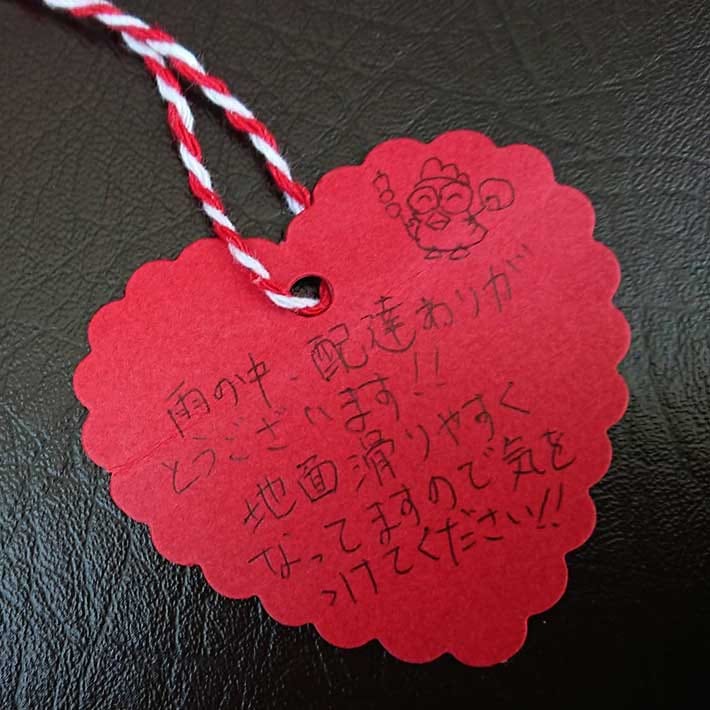 雨の中、配達ありが
とうございます!!
地面滑りやすく
なってますので気を
つけてください!!